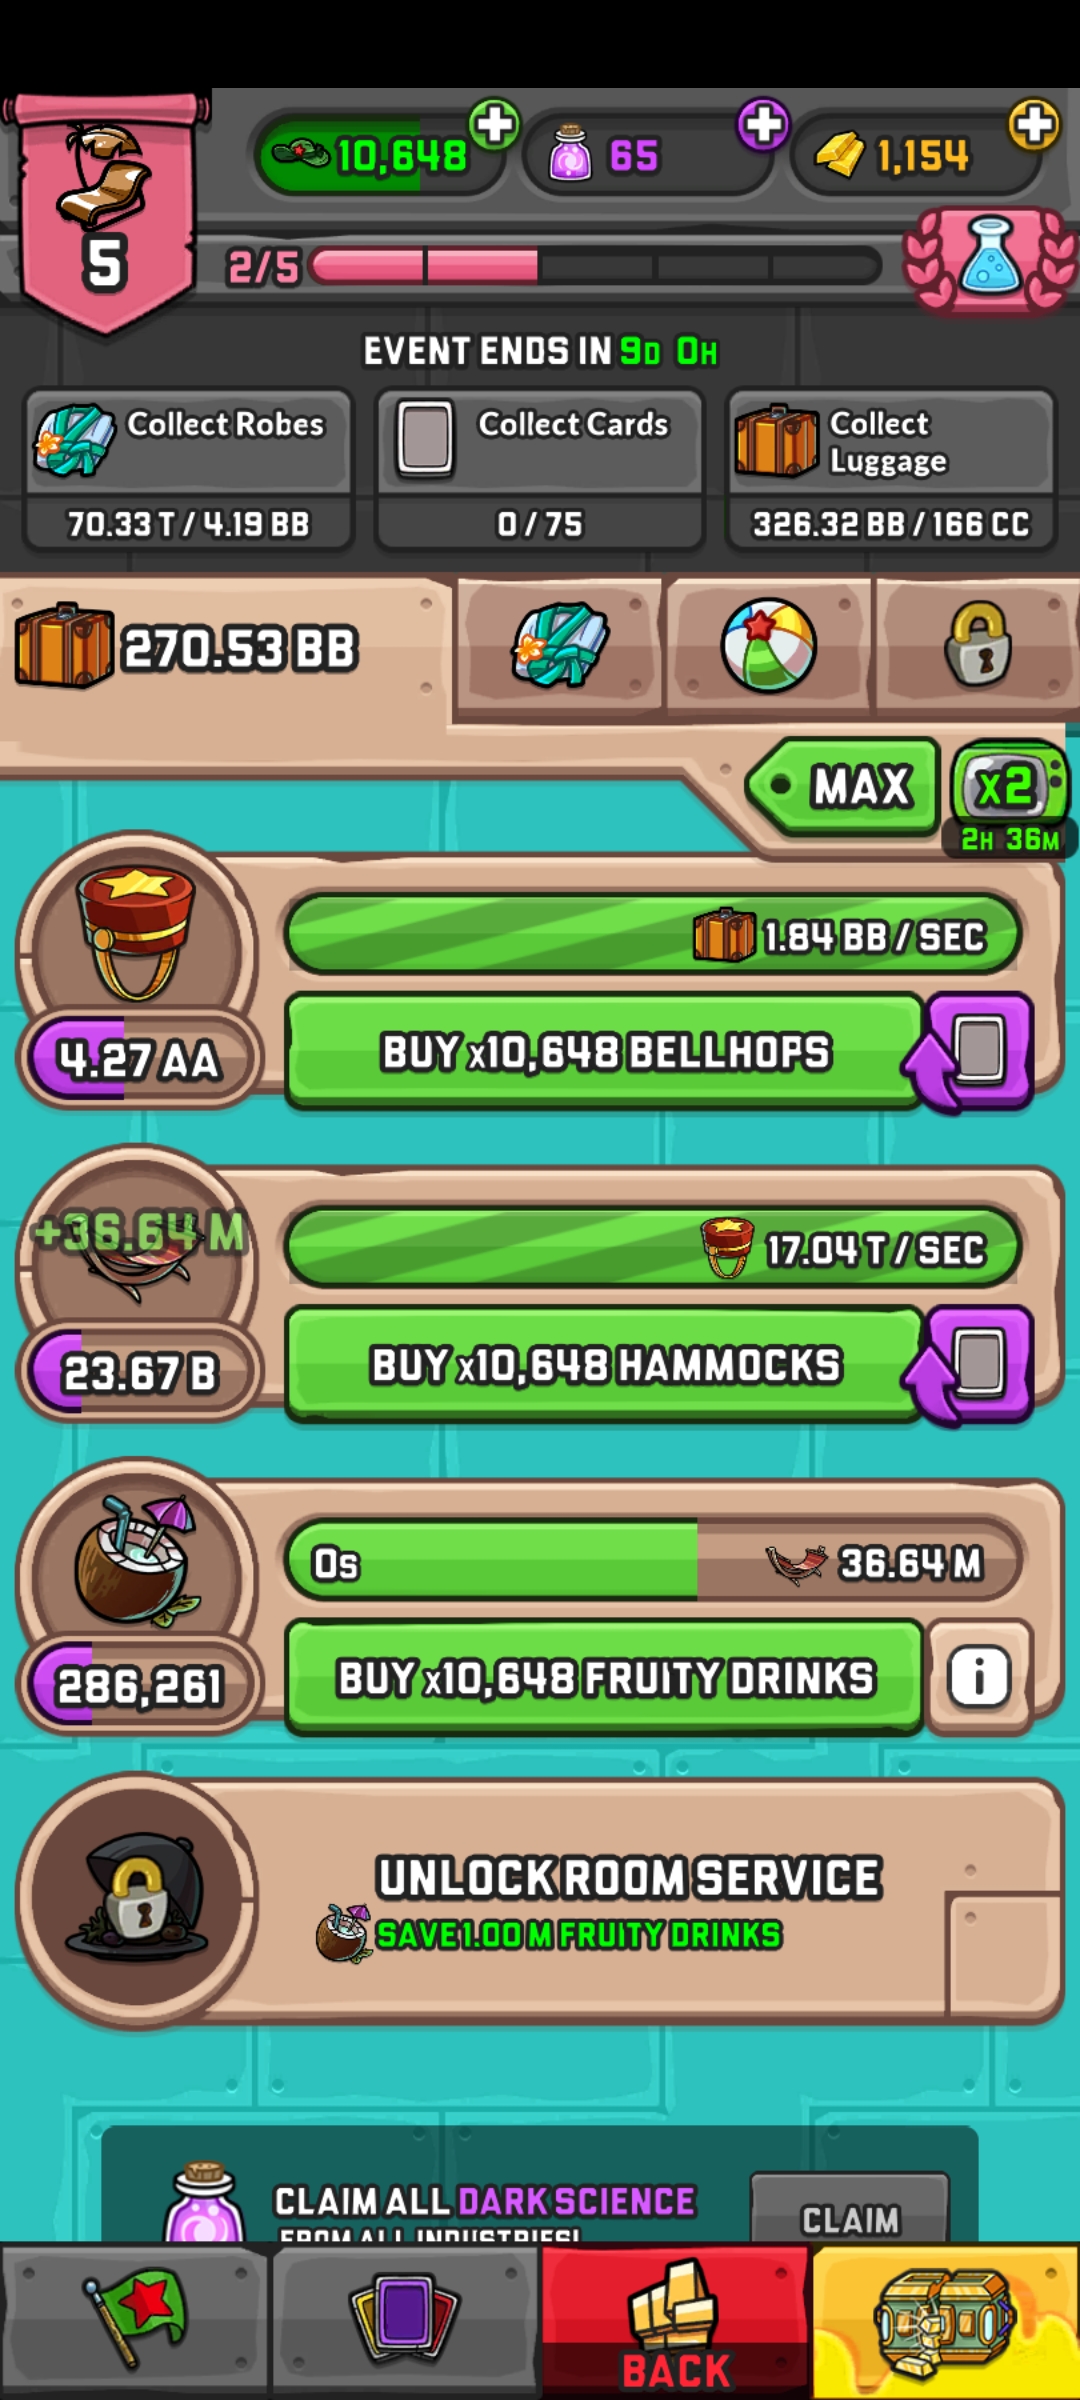 10,648
65
1,154
5
2/5
EVENT ENDS IN 9D 0H
Collect Robes
70.33 T / 4.19 BB
Collect Cards
0 / 75
Collect
Luggage
326.32 BB / 166 CC
270.53 BB
MAX
x2
2H 36M
1.84 BB / SEC
4.27 AA
BUY x10,648 BELLHOPS
+36.64 M
17.04 T / SEC
23.67 B
BUY x10,648 HAMMOCKS
0s
36.64 M
286,261
BUY x10,648 FRUITY DRINKS
i
UNLOCK ROOM SERVICE
SAVE 1.00 M FRUITY DRINKS
CLAIM ALL DARK SCIENCE
FROM ALL INDUSTRIES!
CLAIM
BACK